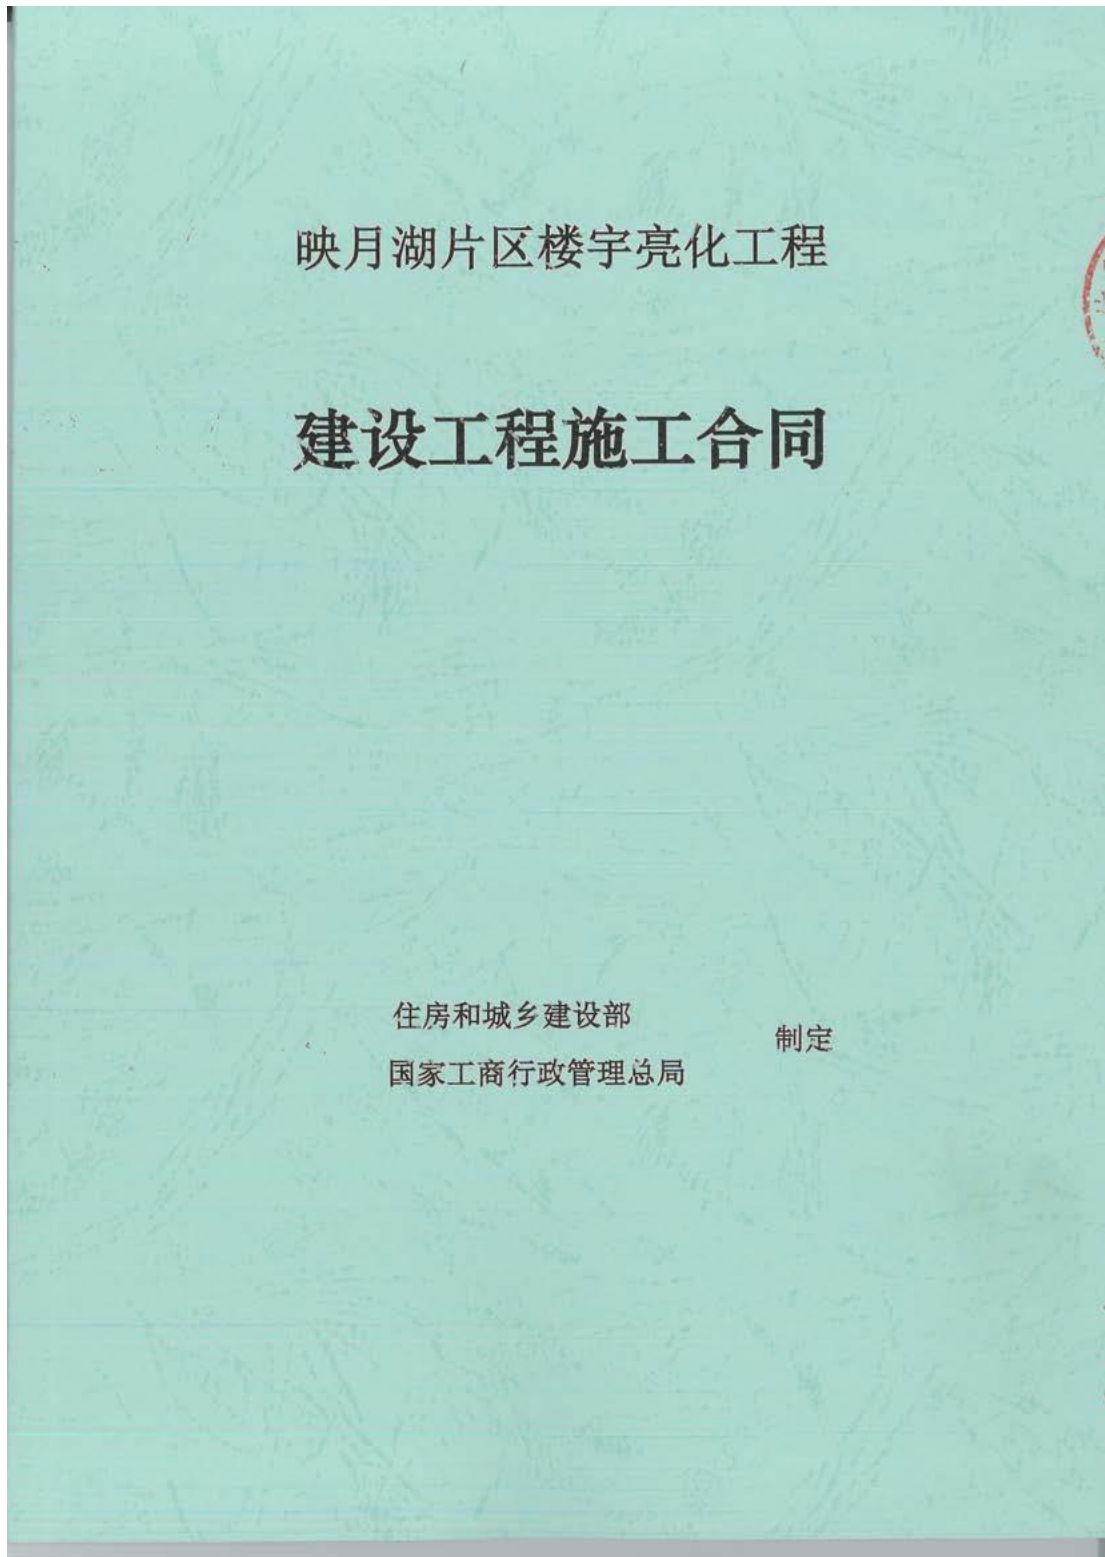 映月湖片区楼宇亮化工程
建设工程施工合同
住房和城乡建设部
国家工商行政管理总局
制定